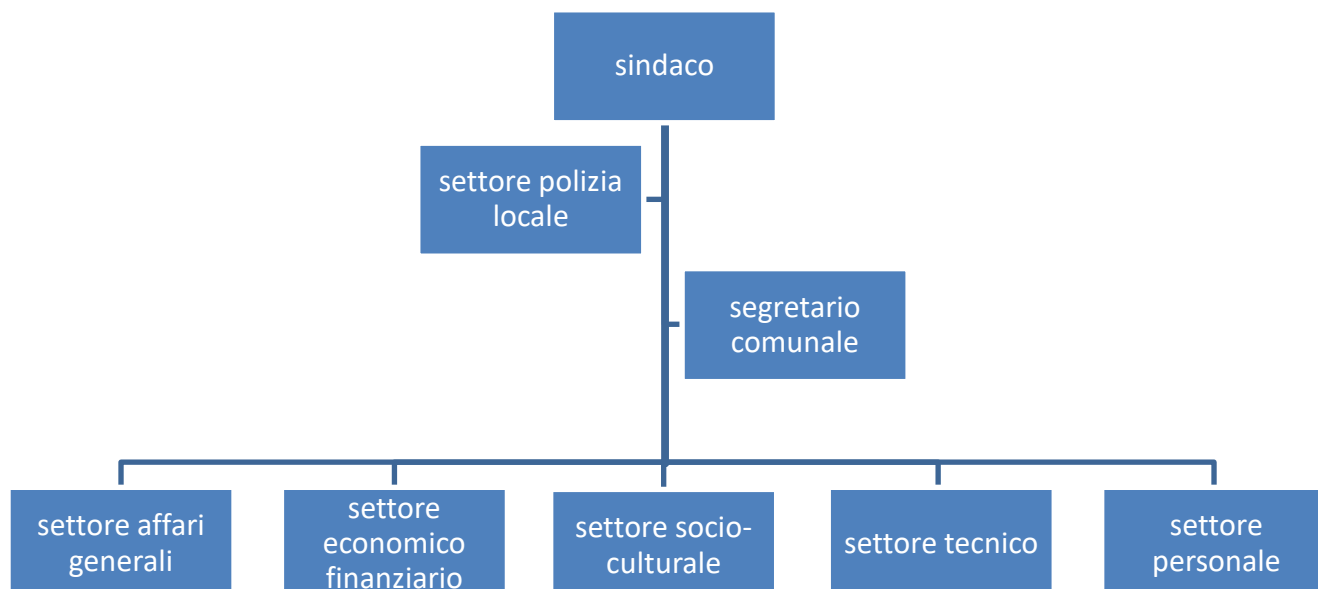 sindaco
settore polizia
locale
segretario
comunale
settore affari
generali
settore
economico
finanziario
settore socio-
culturale
settore tecnico
settore
personale